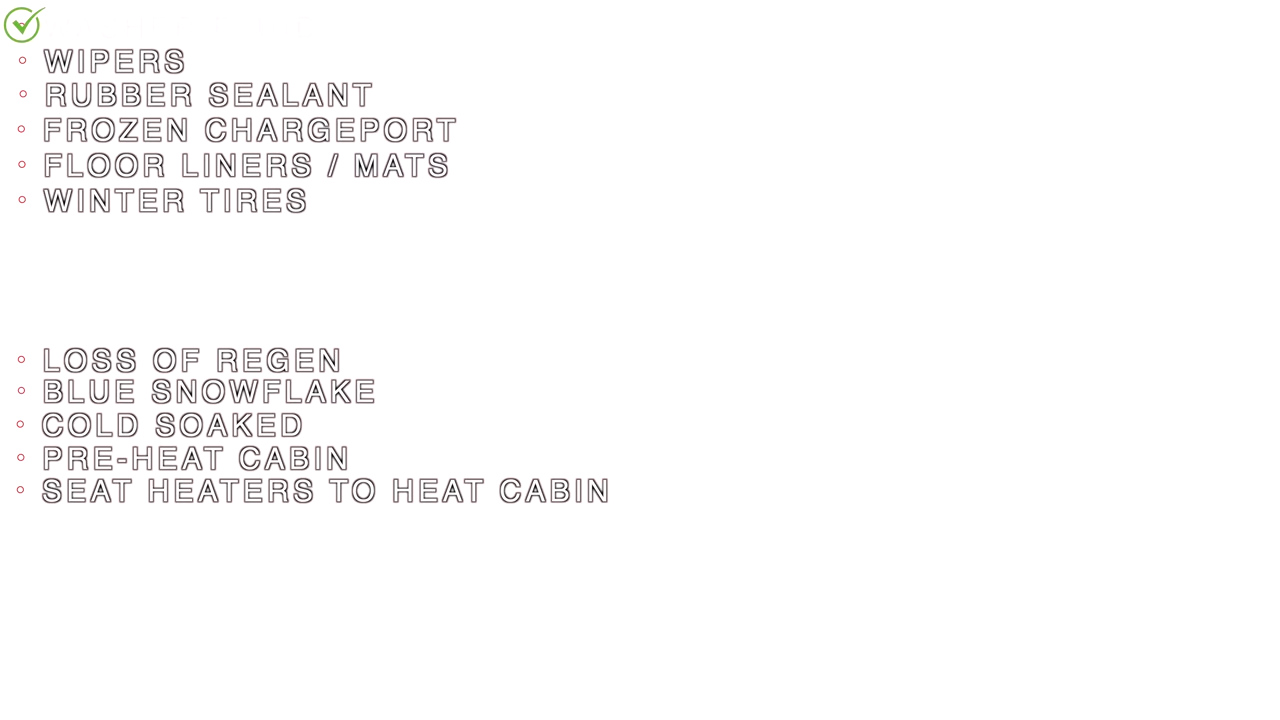 WIPERS
RUBBER SEALANT
FROZEN CHARGEPORT
FLOOR LINERS / MATS
WINTER TIRES
LOSS OF REGEN
BLUE SNOWFLAKE
COLD SOAKED
PRE-HEAT CABIN
SEAT HEATERS TO HEAT CABIN